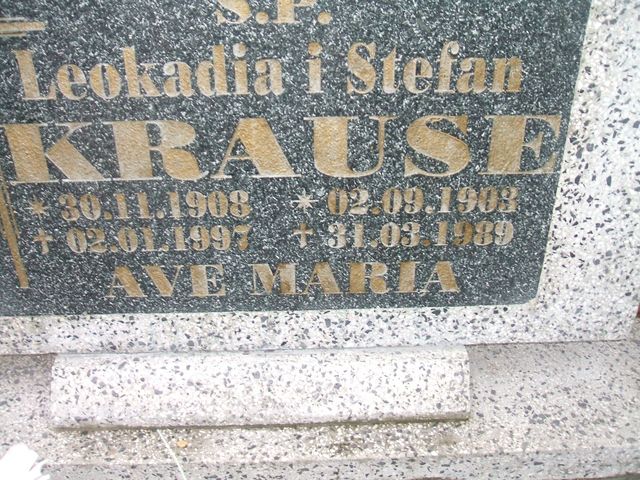 Ś.P.
Leokadia i Stefan
KRAUSE
* 30.11.1908 * 02.09.1903
+ 02.01.1997 + 31.03.1989
AVE MARIA